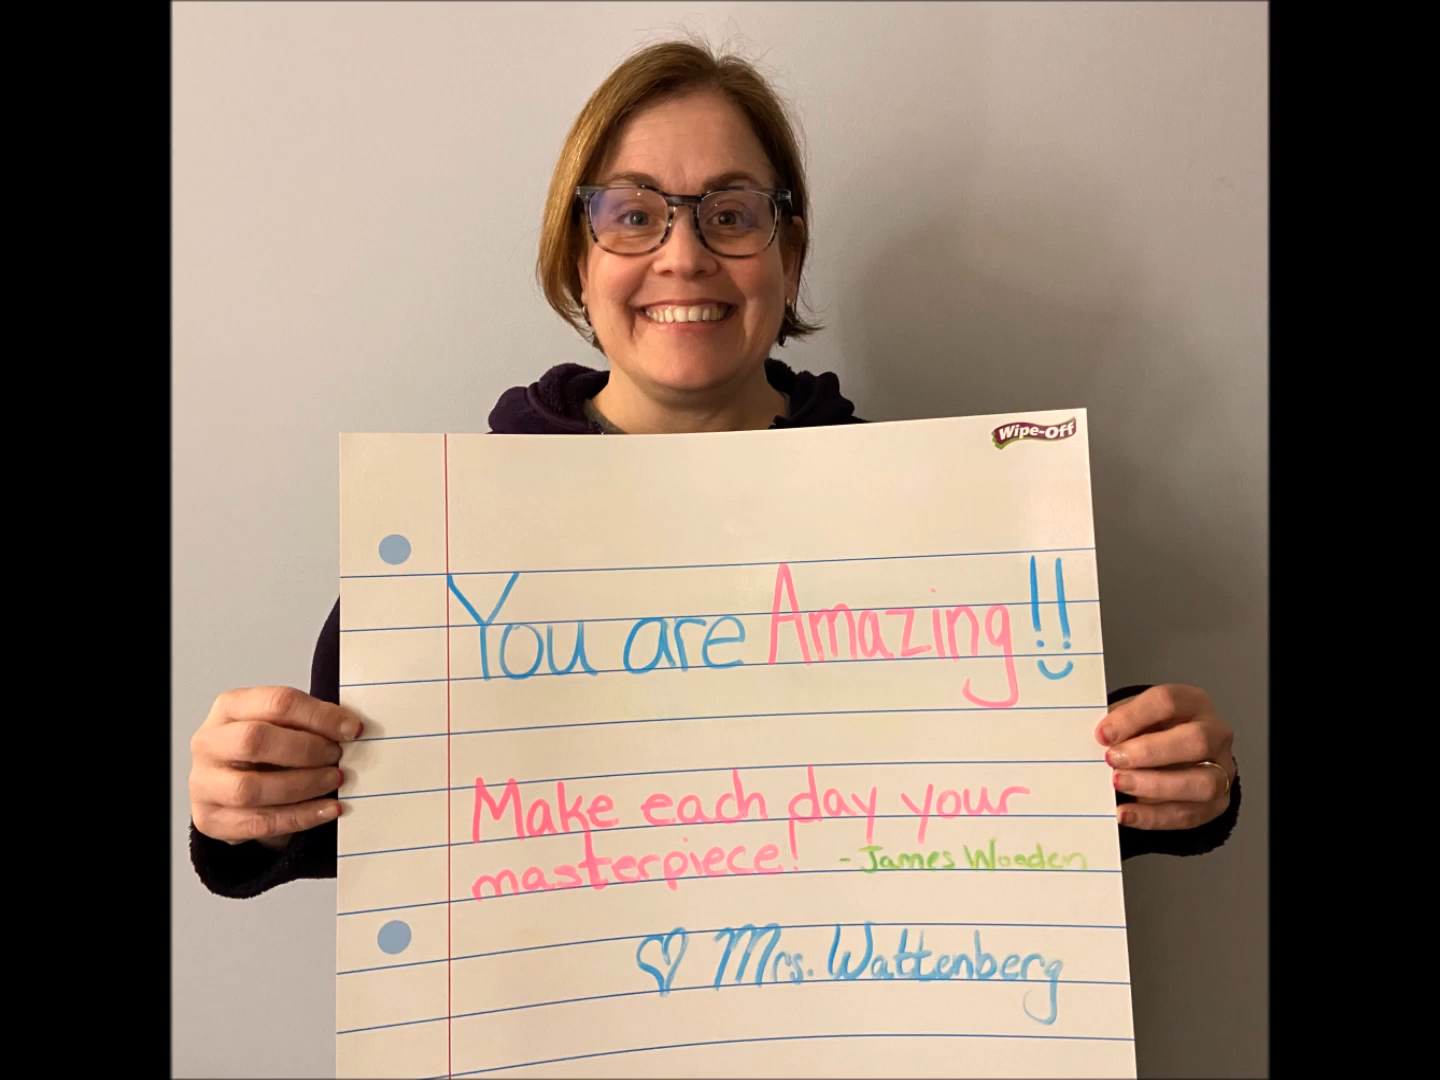 Wipe-Off
You are Amazing!!
Make each day your
masterpiece! - James Wooden
♡ Mrs. Wattenberg